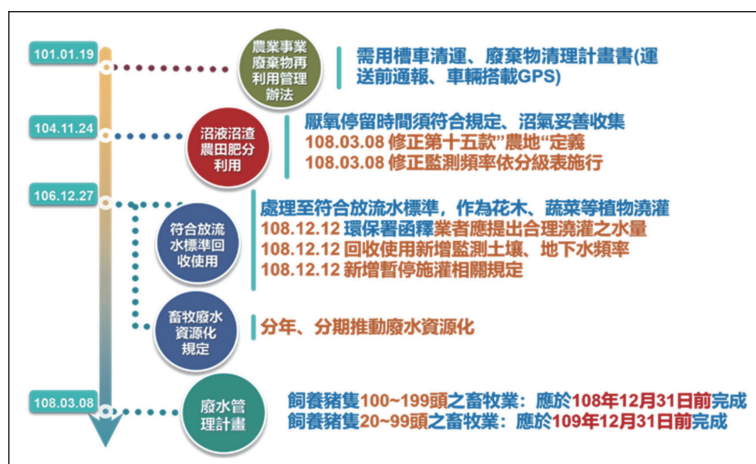 101.01.19
農業事業
廢棄物再
利用管理
辦法
需用槽車清運、廢棄物清理計畫書(運
送前通報、車輛搭載GPS)
104.11.24
沼液沼渣
農田肥分
利用
厭氧停留時間須符合規定、沼氣妥善收集
108.03.08 修正第十五款"農地"定義
108.03.08 修正監測頻率依分級表施行
106.12.27
符合放流
水標準回
收使用
處理至符合放流水標準，作為花木、蔬菜等植物澆灌
108.12.12 環保署函釋業者應提出合理澆灌之水量
108.12.12 回收使用新增監測土壤、地下水頻率
108.12.12 新增暫停施灌相關規定
畜牧廢水
資源化
規定
分年、分期推動廢水資源化
108.03.08
廢水管
理計畫
飼養豬隻100~199頭之畜牧業：應於108年12月31日前完成
飼養豬隻20~99頭之畜牧業：應於109年12月31日前完成